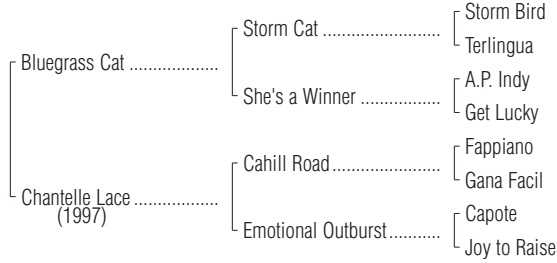 Storm Bird
Storm Cat ........................
Terlingua
Bluegrass Cat ..................
A.P. Indy
She's a Winner ................
Get Lucky
Fappiano
Cahill Road......................
Gana Facil
Chantelle Lace .................
(1997)
Capote
Emotional Outburst..........
Joy to Raise